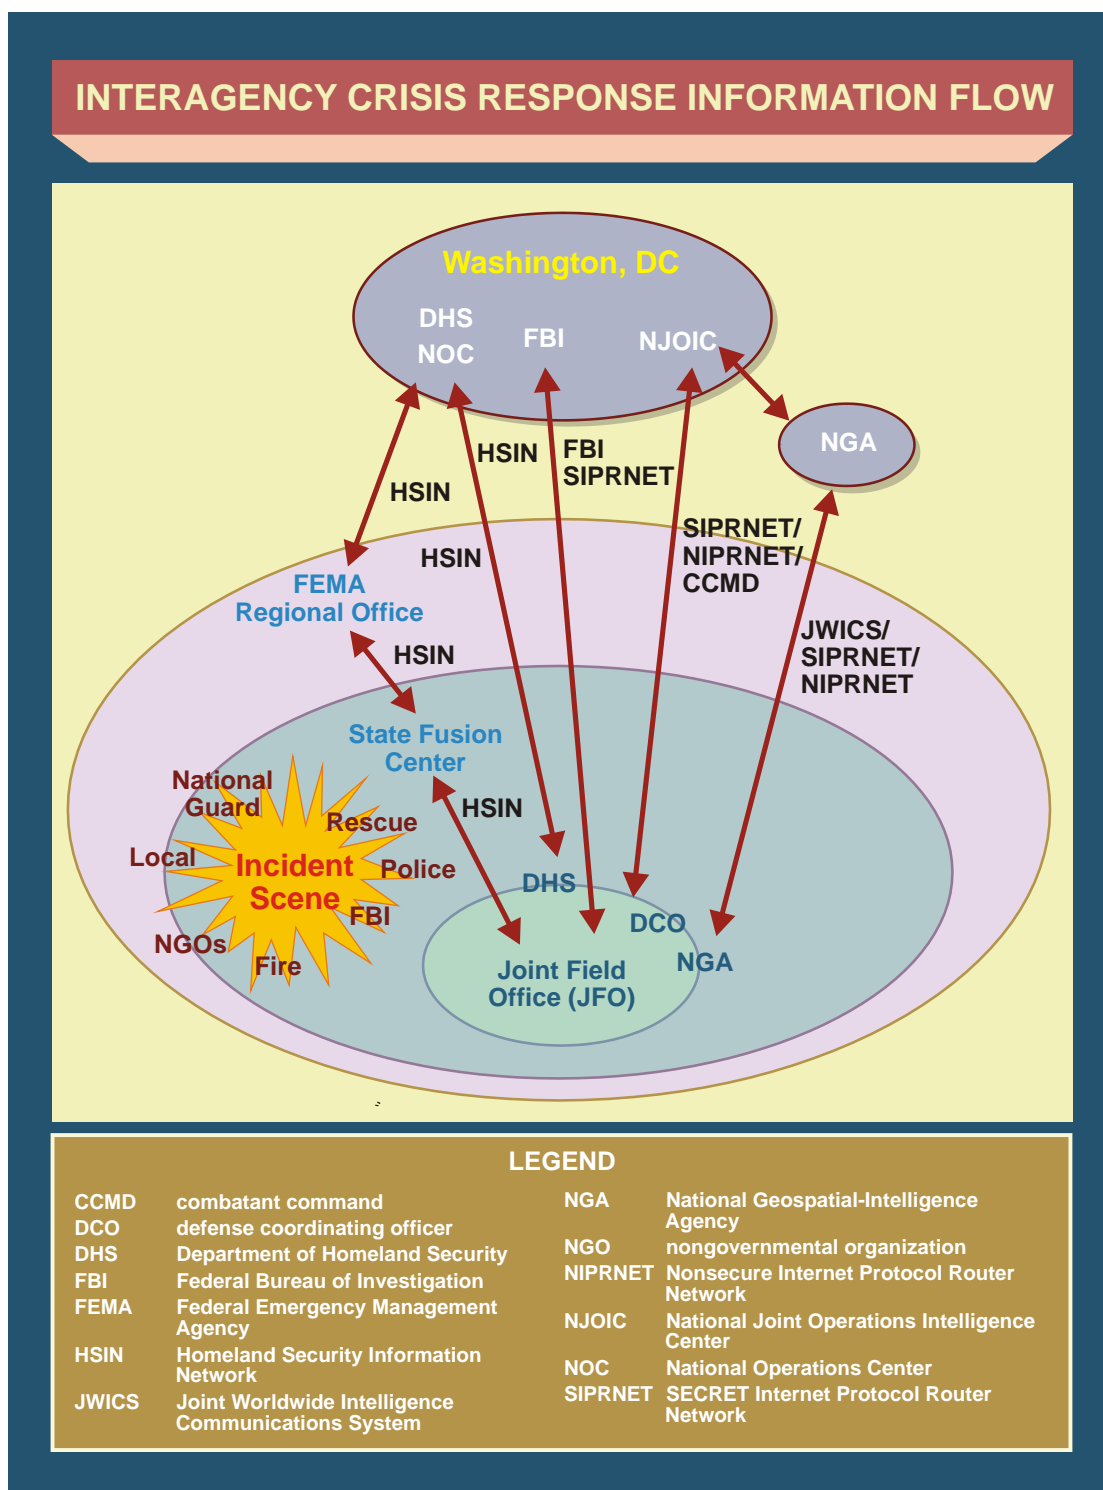 INTERAGENCY CRISIS RESPONSE INFORMATION FLOW
Washington, DC
DHS
NOC
FBI
NJOIC
NGA
HSIN
FBI
SIPRNET
HSIN
HSIN
SIPRNET/
NIPRNET/
CCMD
FEMA
Regional Office
JWICS/
SIPRNET/
NIPRNET
HSIN
State Fusion
Center
HSIN
National
Guard
Rescue
Local
Police
Incident
Scene
FBI
NGOs
Fire
DHS
DCO
NGA
Joint Field
Office (JFO)
LEGEND
CCMD combatant command
DCO defense coordinating officer
DHS Department of Homeland Security
FBI Federal Bureau of Investigation
FEMA Federal Emergency Management
Agency
HSIN Homeland Security Information
Network
JWICS Joint Worldwide Intelligence
Communications System
NGA National Geospatial-Intelligence
Agency
NGO nongovernmental organization
NIPRNET Nonsecure Internet Protocol Router
Network
NJOIC National Joint Operations Intelligence
Center
NOC National Operations Center
SIPRNET SECRET Internet Protocol Router
Network